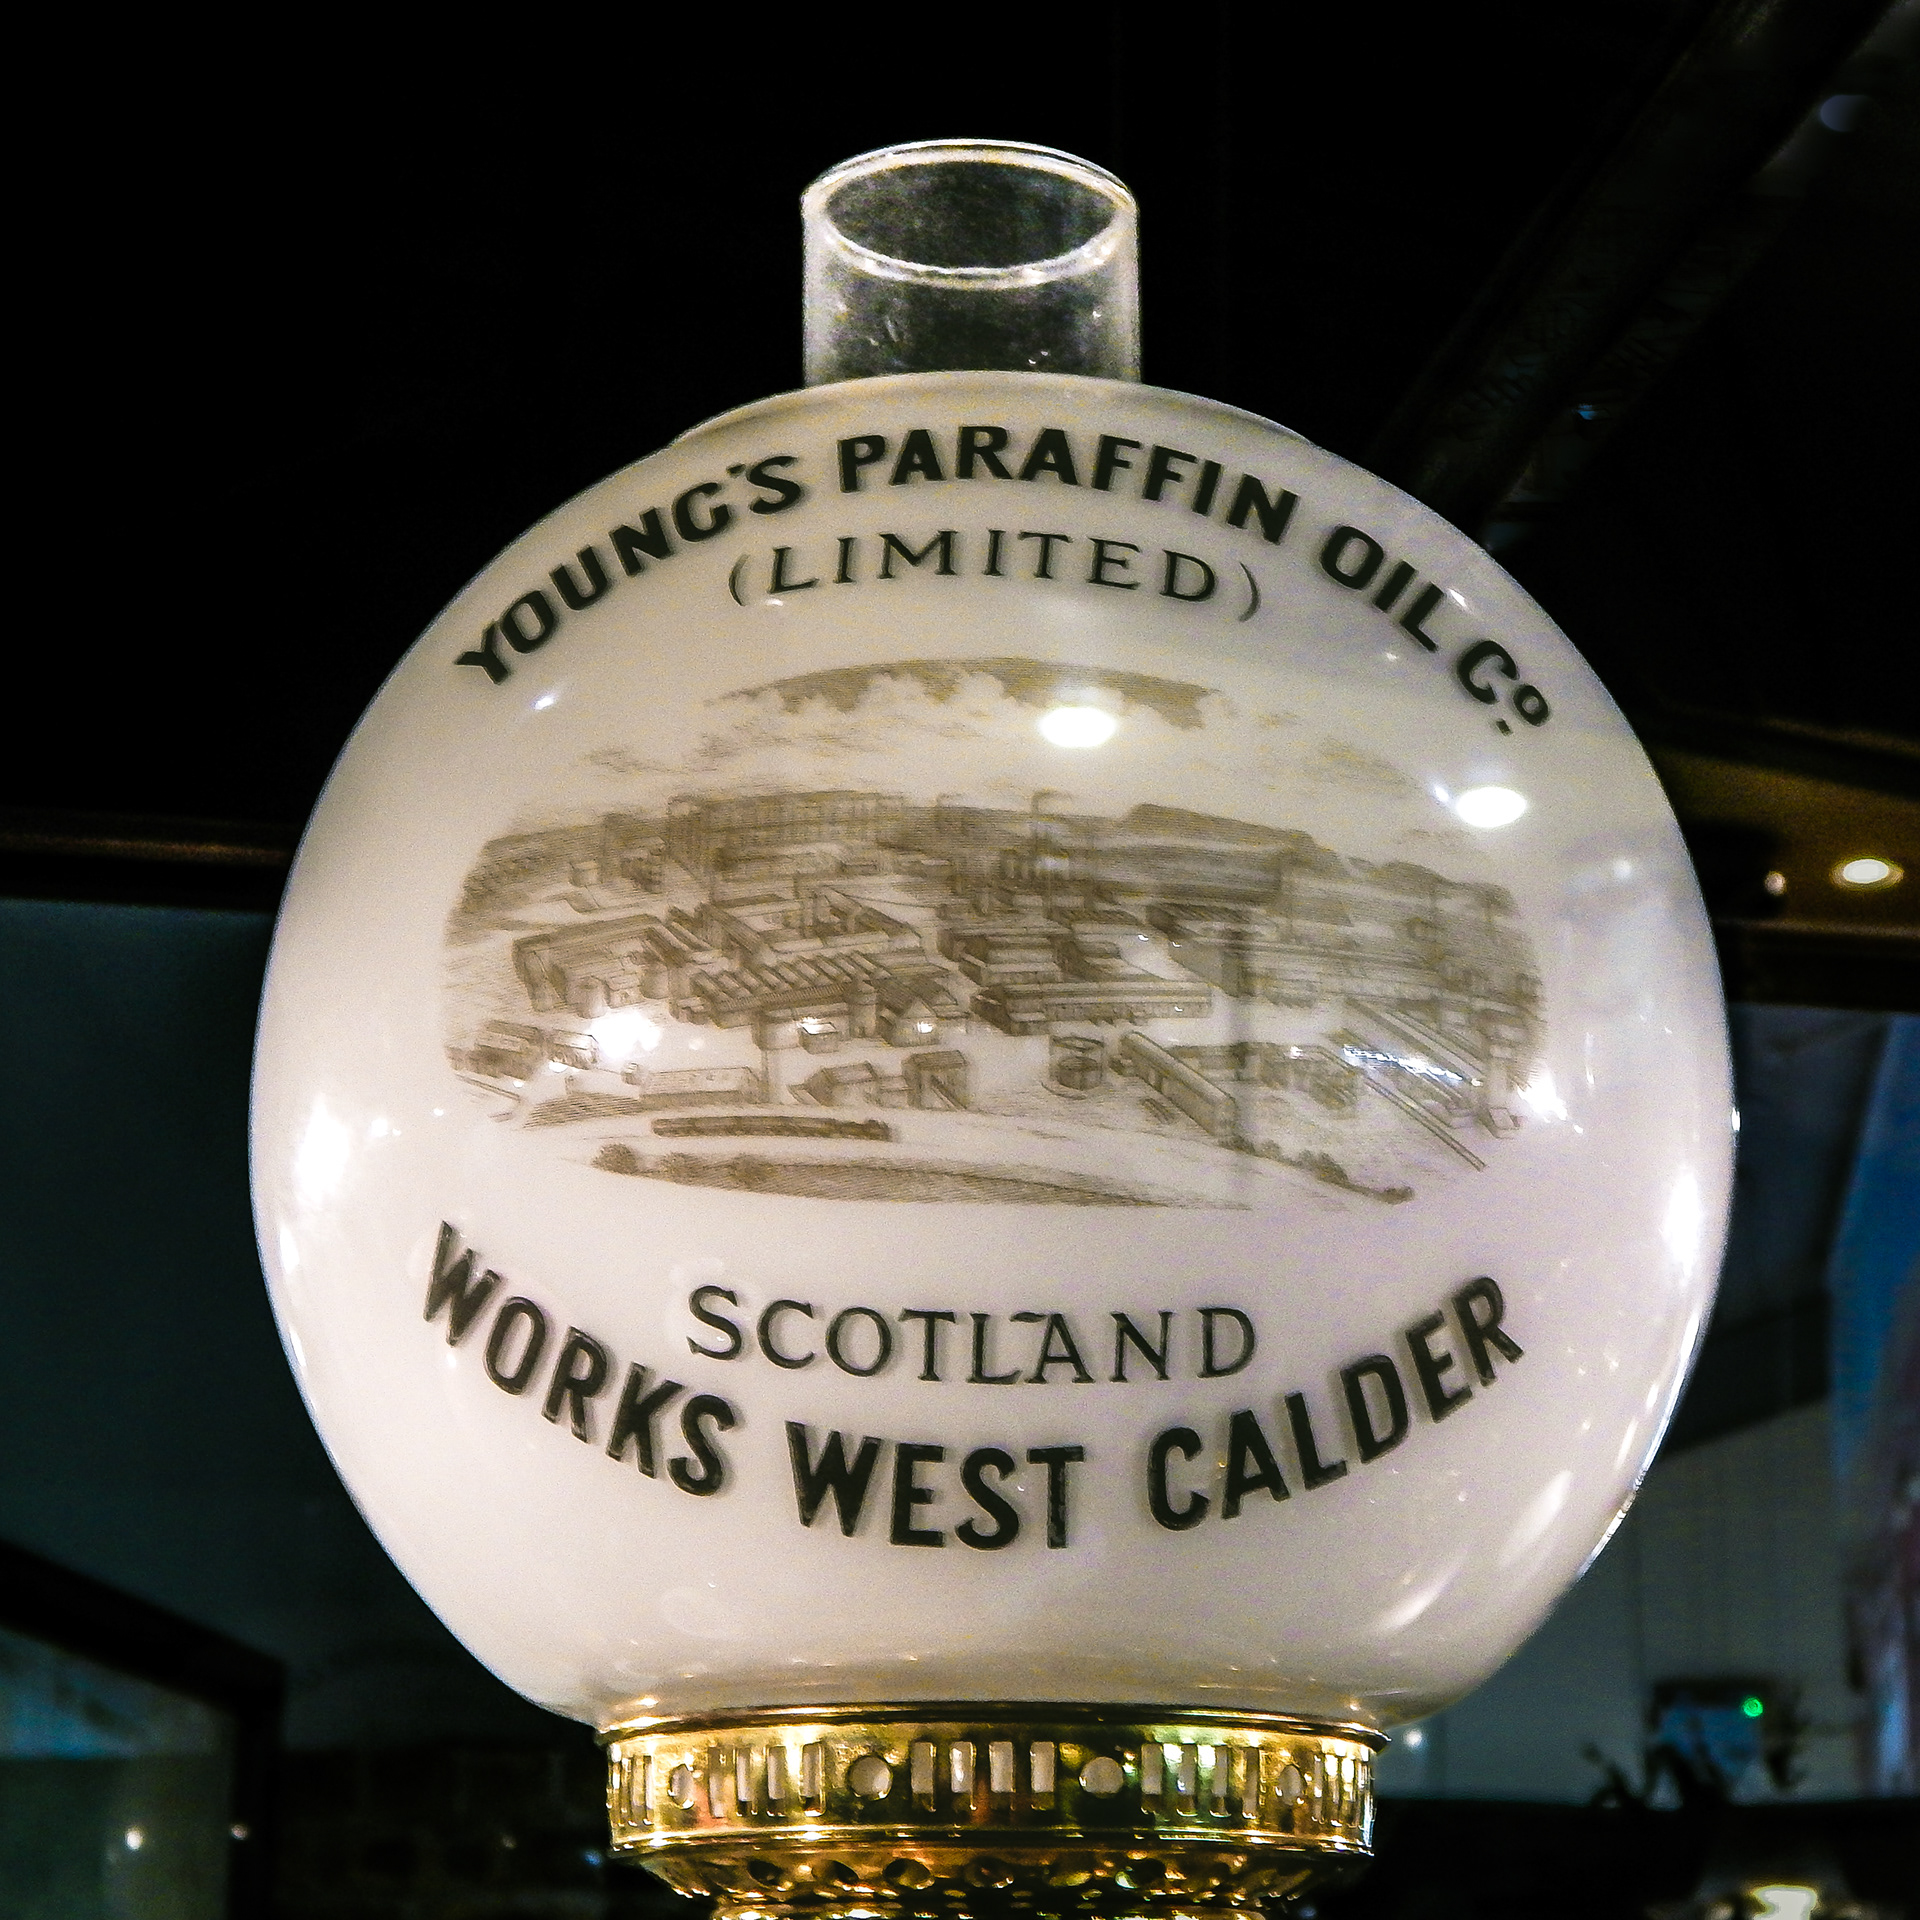 YOUNG'S PARAFFIN OIL Co.
(LIMITED)
SCOTLAND
WORKS WEST CALDER